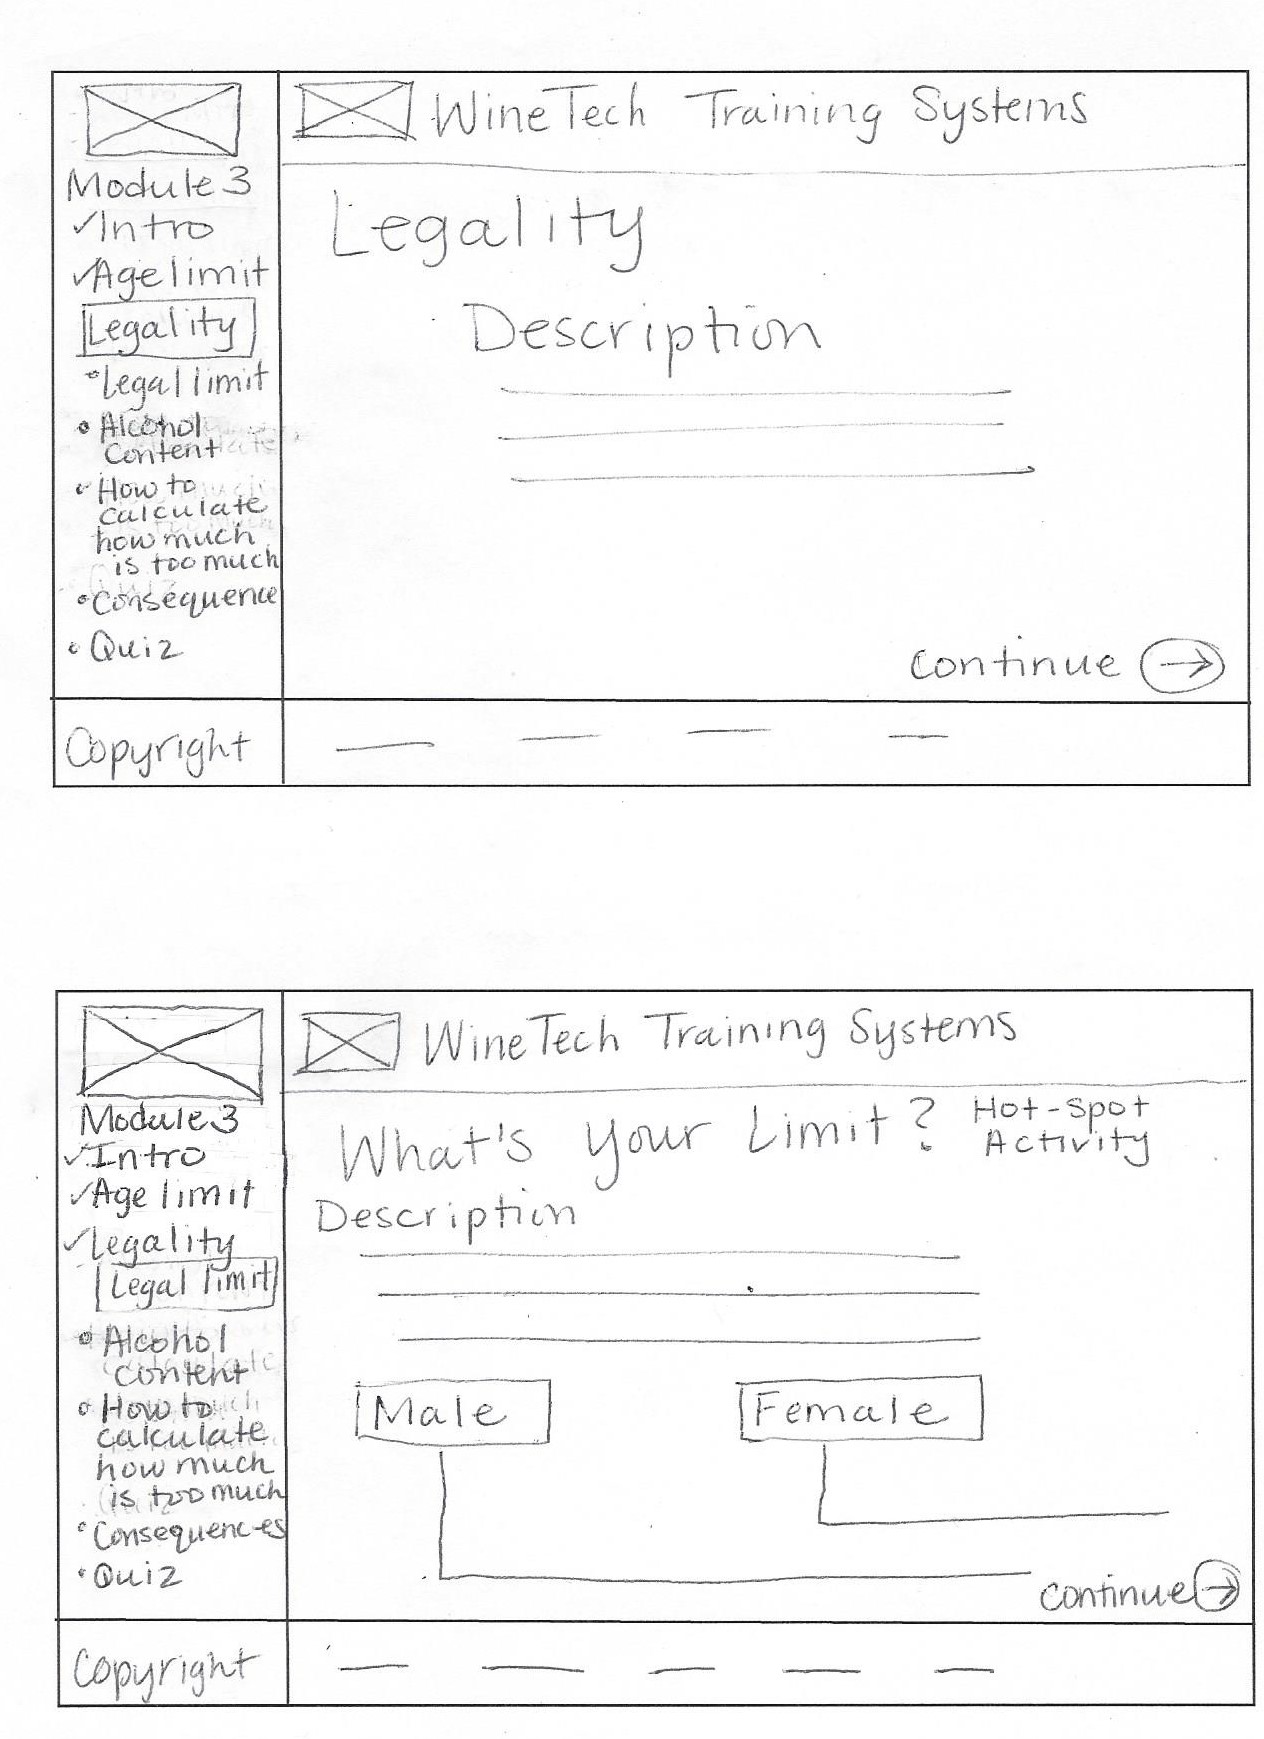 WineTech Training Systems
Module 3
✓Intro
✓Age limit
Legality
• Legal limit
• Alcohol
Content
• How to
calculate
how much
is too much
• Consequence
• Quiz
Legality
Description
continue →
Copyright
WineTech Training Systems
Module 3
✓Intro
✓Age limit
✓Legality
Legal limit
• Alcohol
content
• How to
calculate
how much
is too much
• Consequences
• Quiz
What's your Limit? Hot-spot
Activity
Description
Male Female
continue →
Copyright